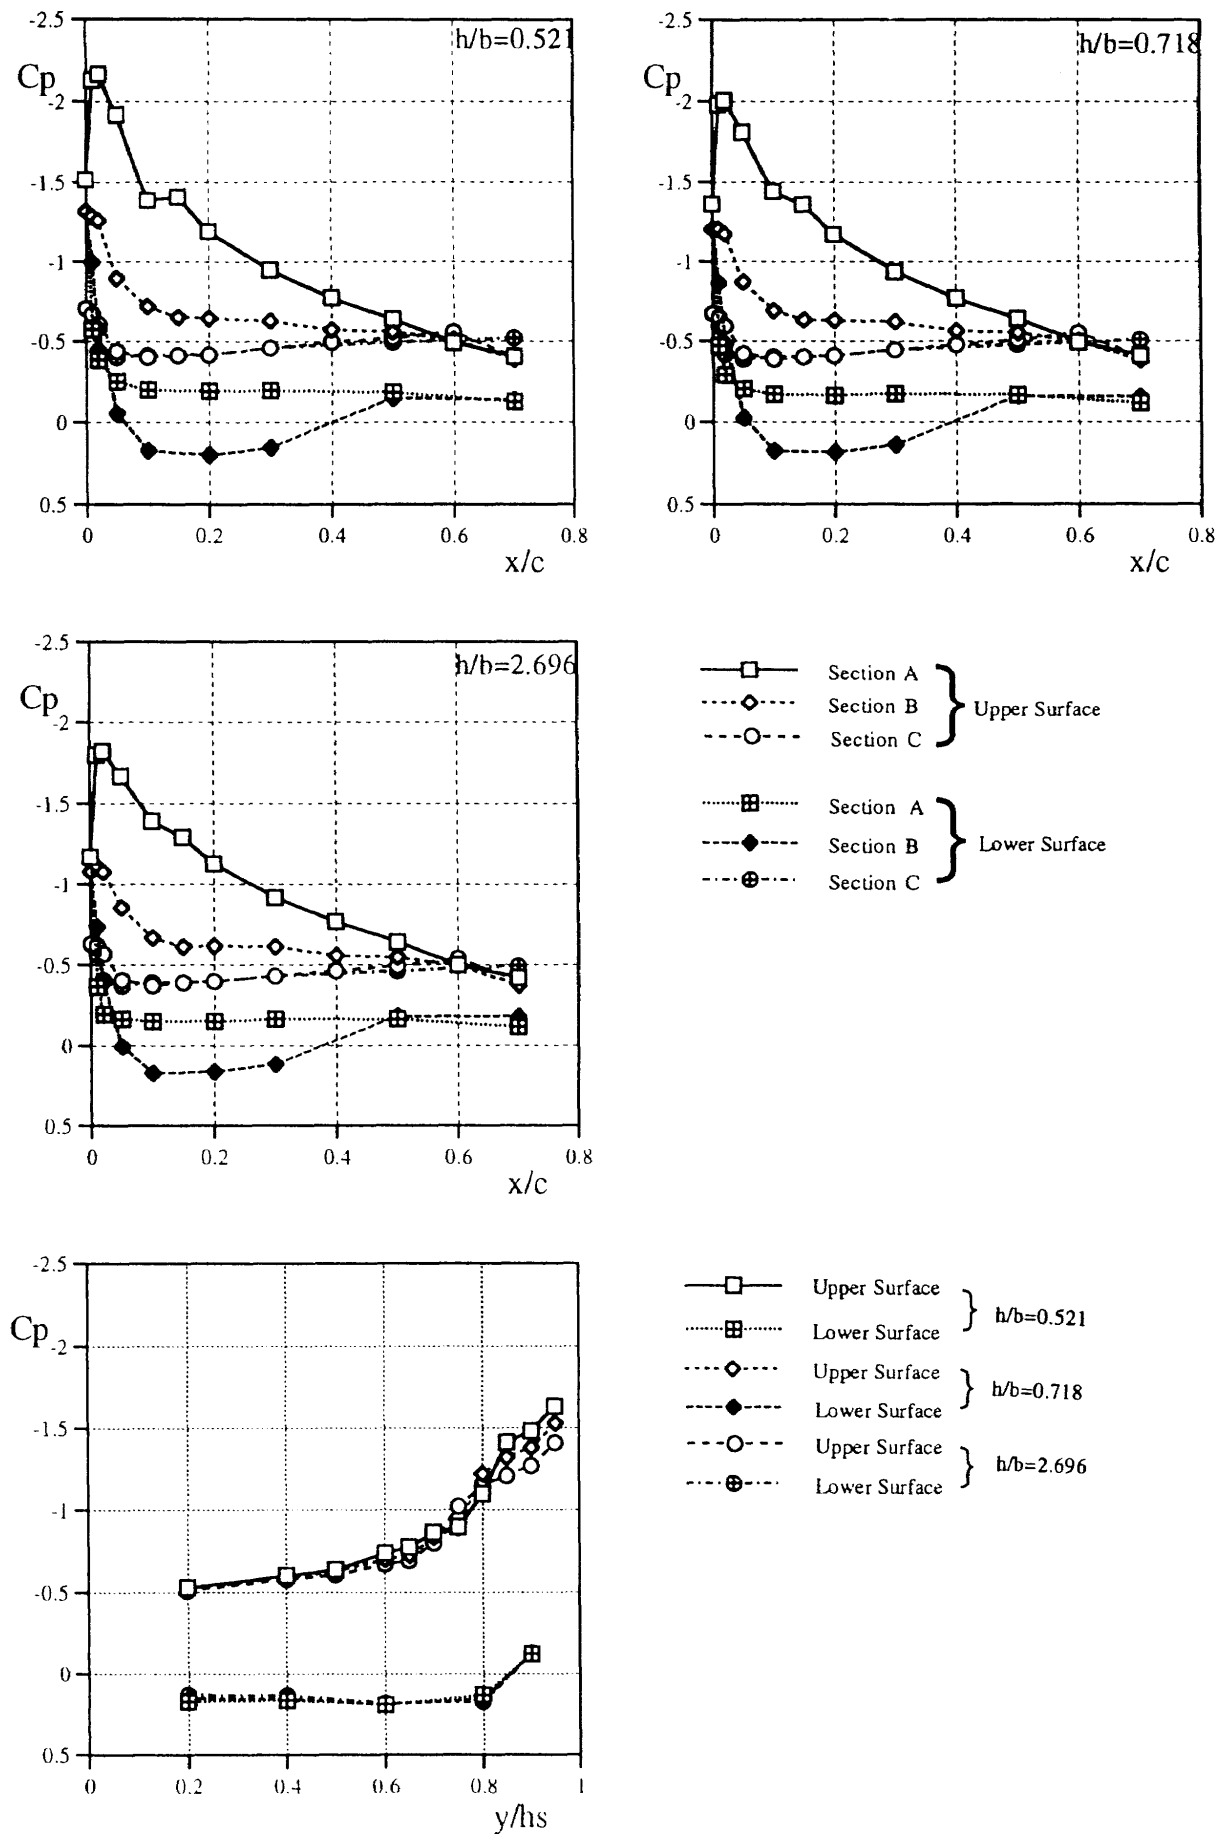 -2.5
h/b=0.521
Cp
-2
-1.5
-1
-0.5
0
0.5
0 0.2 0.4 0.6 0.8
x/c
-2.5
h/b=0.718
Cp
-2
-1.5
-1
-0.5
0
0.5
0 0.2 0.4 0.6 0.8
x/c
-2.5
h/b=2.696
Cp
-2
-1.5
-1
-0.5
0
0.5
0 0.2 0.4 0.6 0.8
x/c
Section A
Section B
Section C
Upper Surface
Section A
Section B
Section C
Lower Surface
-2.5
Cp
-2
-1.5
-1
-0.5
0
0.5
0 0.2 0.4 0.6 0.8 1
y/hs
Upper Surface
Lower Surface
h/b=0.521
Upper Surface
Lower Surface
h/b=0.718
Upper Surface
Lower Surface
h/b=2.696